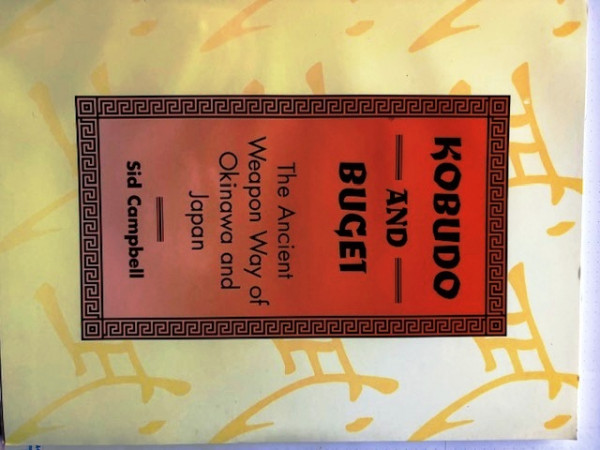 KOBUDO
AND
BUGEI
The Ancient
Weapon Way of
Okinawa and
Japan
Sid Campbell